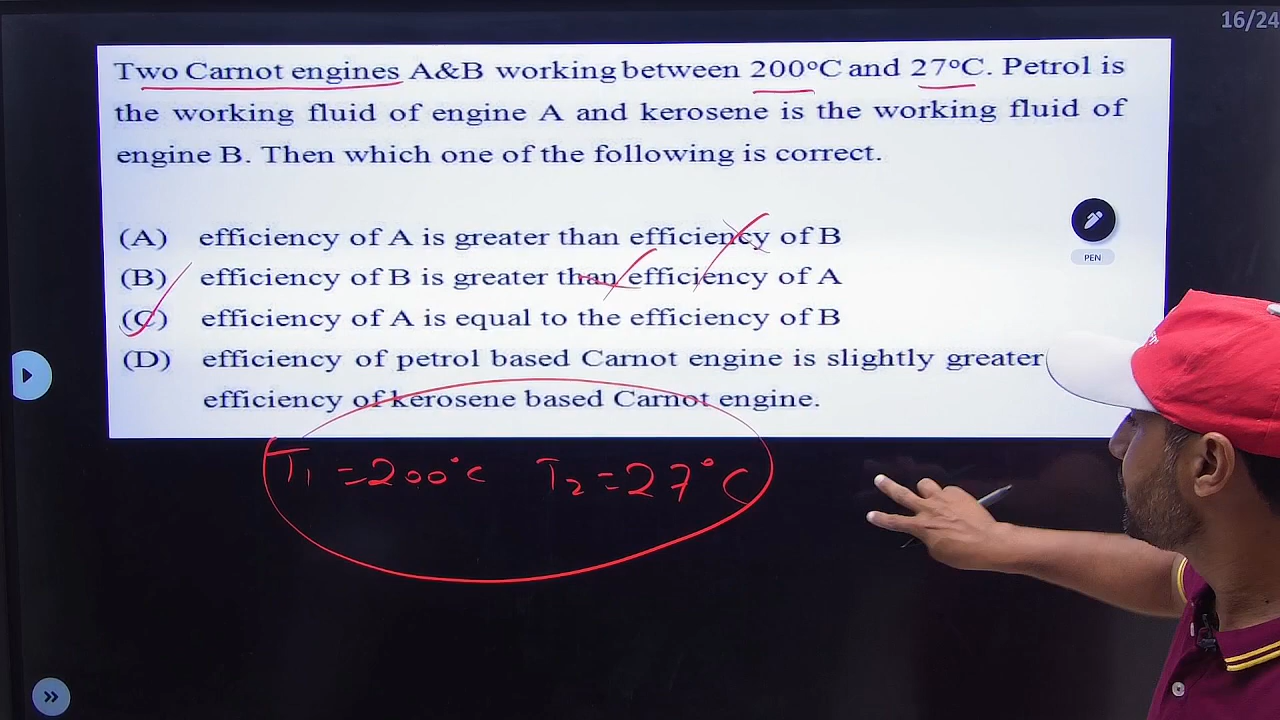 16/24
Two Carnot engines A&B working between 200°C and 27°C. Petrol is
the working fluid of engine A and kerosene is the working fluid of
engine B. Then which one of the following is correct.
(A) efficiency of A is greater than efficiency of B
(B) efficiency of B is greater than efficiency of A
(C) efficiency of A is equal to the efficiency of B
(D) efficiency of petrol based Carnot engine is slightly greater
efficiency of kerosene based Carnot engine.
PEN
T1 = 200°C T2 = 27°C